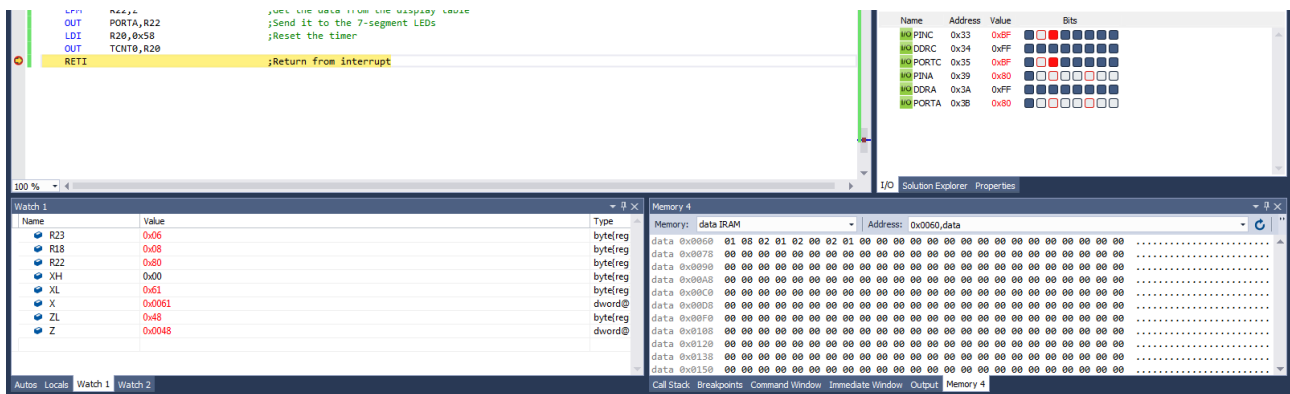 LPM R22,Z ;Get the data from the display table
OUT PORTA,R22 ;Send it to the 7-segment LEDs
LDI R20,0x58 ;Reset the timer
OUT TCNT0,R20
RETI ;Return from interrupt
100 %
Name Address Value Bits
I/O PINC 0x33 0xBF
I/O DDRC 0x34 0xFF
I/O PORTC 0x35 0xBF
I/O PINA 0x39 0x80
I/O DDRA 0x3A 0xFF
I/O PORTA 0x3B 0x80
I/O Solution Explorer Properties
Watch 1
Name Value Type
R23 0x06 byte{reg
R18 0x08 byte{reg
R22 0x80 byte{reg
XH 0x00 byte{reg
XL 0x61 byte{reg
X 0x0061 dword@
ZL 0x48 byte{reg
Z 0x0048 dword@
Autos Locals Watch 1 Watch 2
Memory 4
Memory: data IRAM Address: 0x0060,data
data 0x0060 01 08 02 01 02 00 02 01 00 00 00 00 00 00 00 00 00 00 00 00 00 00 00 00 ........................
data 0x0078 00 00 00 00 00 00 00 00 00 00 00 00 00 00 00 00 00 00 00 00 00 00 00 00 ........................
data 0x0090 00 00 00 00 00 00 00 00 00 00 00 00 00 00 00 00 00 00 00 00 00 00 00 00 ........................
data 0x00A8 00 00 00 00 00 00 00 00 00 00 00 00 00 00 00 00 00 00 00 00 00 00 00 00 ........................
data 0x00C0 00 00 00 00 00 00 00 00 00 00 00 00 00 00 00 00 00 00 00 00 00 00 00 00 ........................
data 0x00D8 00 00 00 00 00 00 00 00 00 00 00 00 00 00 00 00 00 00 00 00 00 00 00 00 ........................
data 0x00F0 00 00 00 00 00 00 00 00 00 00 00 00 00 00 00 00 00 00 00 00 00 00 00 00 ........................
data 0x0108 00 00 00 00 00 00 00 00 00 00 00 00 00 00 00 00 00 00 00 00 00 00 00 00 ........................
data 0x0120 00 00 00 00 00 00 00 00 00 00 00 00 00 00 00 00 00 00 00 00 00 00 00 00 ........................
data 0x0138 00 00 00 00 00 00 00 00 00 00 00 00 00 00 00 00 00 00 00 00 00 00 00 00 ........................
data 0x0150 00 00 00 00 00 00 00 00 00 00 00 00 00 00 00 00 00 00 00 00 00 00 00 00 ........................
Call Stack Breakpoints Command Window Immediate Window Output Memory 4